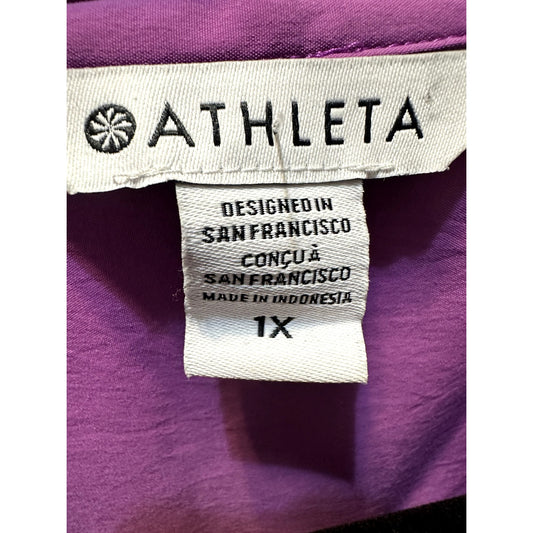 ATHLETA
DESIGNED IN
SAN FRANCISCO
CONÇU À
SAN FRANCISCO
MADE IN INDONESIA
1X